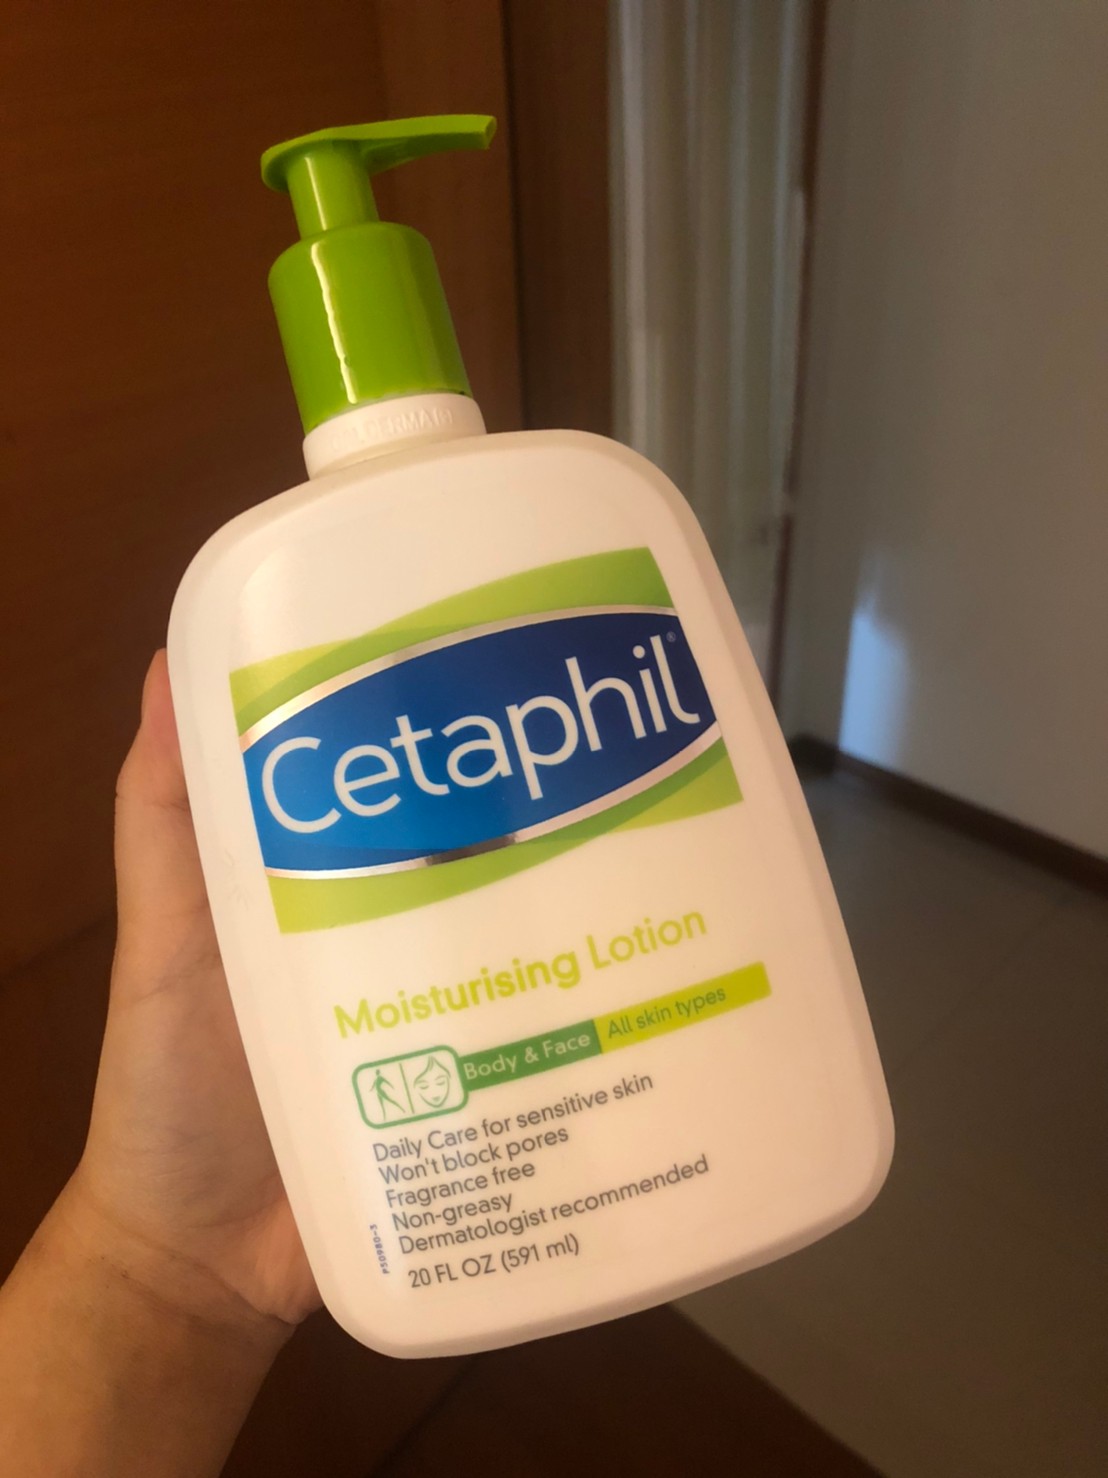 GALDERMA
Cetaphil®
Moisturising Lotion
Body & Face All skin types
Daily Care for sensitive skin
Won't block pores
Fragrance free
Non-greasy
Dermatologist recommended
20 FL OZ (591 ml)